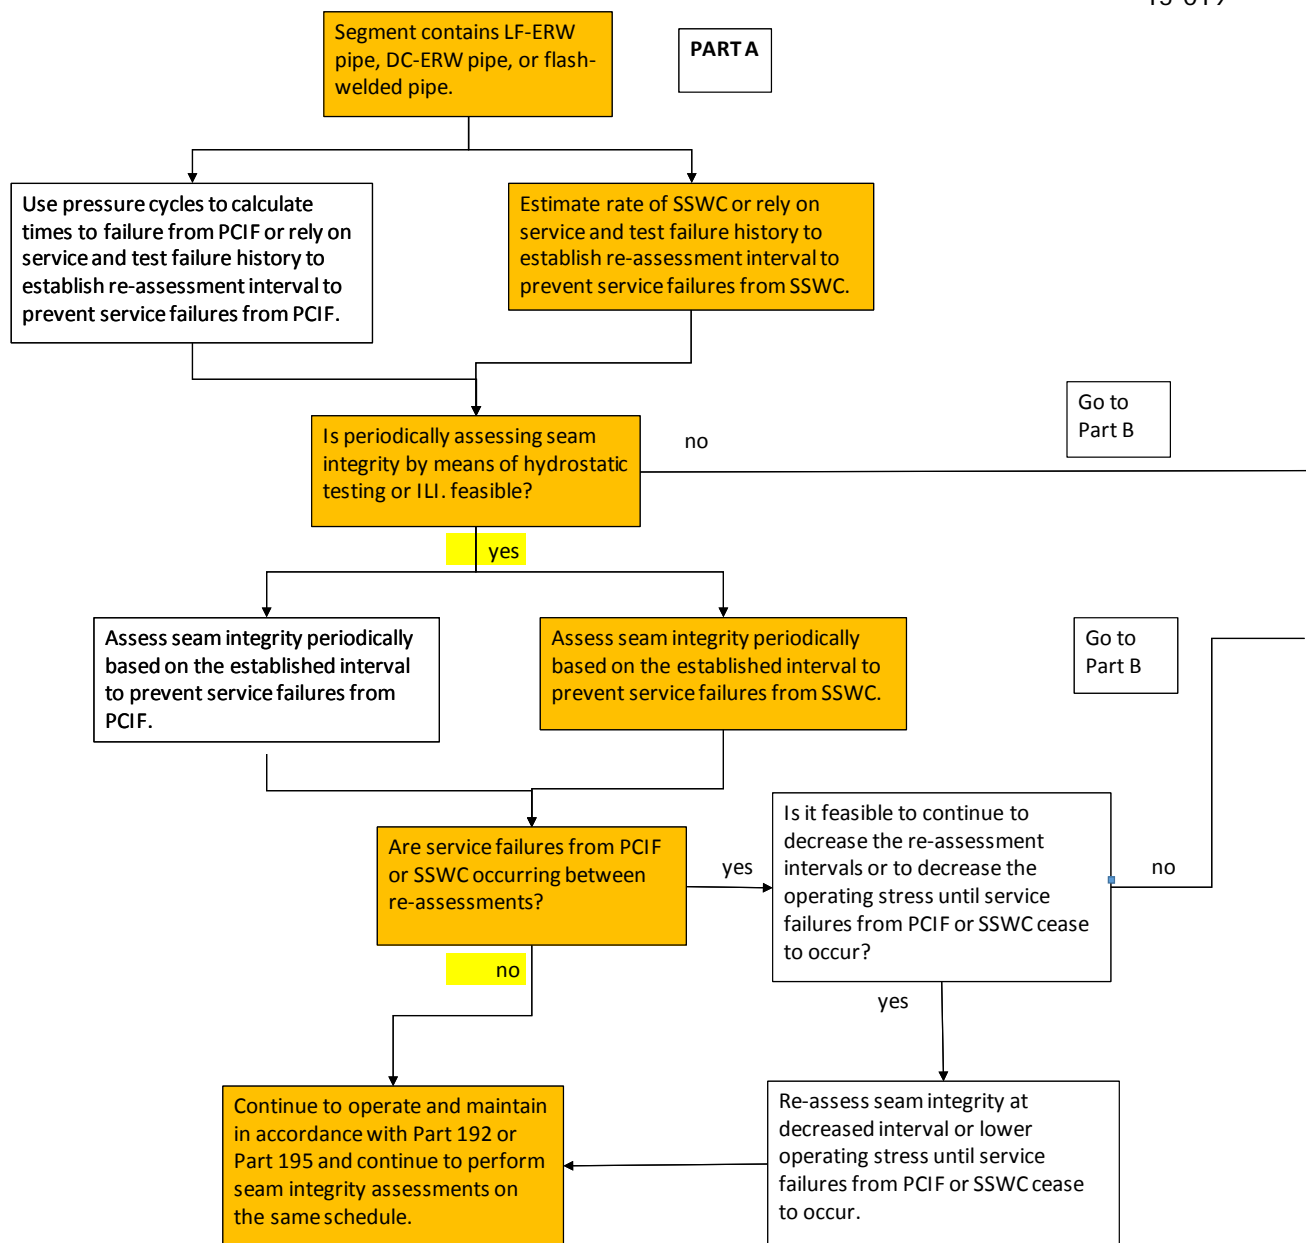 Segment contains LF-ERW
pipe, DC-ERW pipe, or flash-
welded pipe.
PART A
Use pressure cycles to calculate
times to failure from PCIF or rely on
service and test failure history to
establish re-assessment interval to
prevent service failures from PCIF.
Estimate rate of SSWC or rely on
service and test failure history to
establish re-assessment interval to
prevent service failures from SSWC.
Is periodically assessing seam
integrity by means of hydrostatic
testing or ILI. feasible?
no
Go to
Part B
yes
Assess seam integrity periodically
based on the established interval
to prevent service failures from
PCIF.
Assess seam integrity periodically
based on the established interval to
prevent service failures from SSWC.
Go to
Part B
Are service failures from PCIF
or SSWC occurring between
re-assessments?
yes
Is it feasible to continue to
decrease the re-assessment
intervals or to decrease the
operating stress until service
failures from PCIF or SSWC cease
to occur?
no
no
yes
Continue to operate and maintain
in accordance with Part 192 or
Part 195 and continue to perform
seam integrity assessments on
the same schedule.
Re-assess seam integrity at
decreased interval or lower
operating stress until service
failures from PCIF or SSWC cease
to occur.